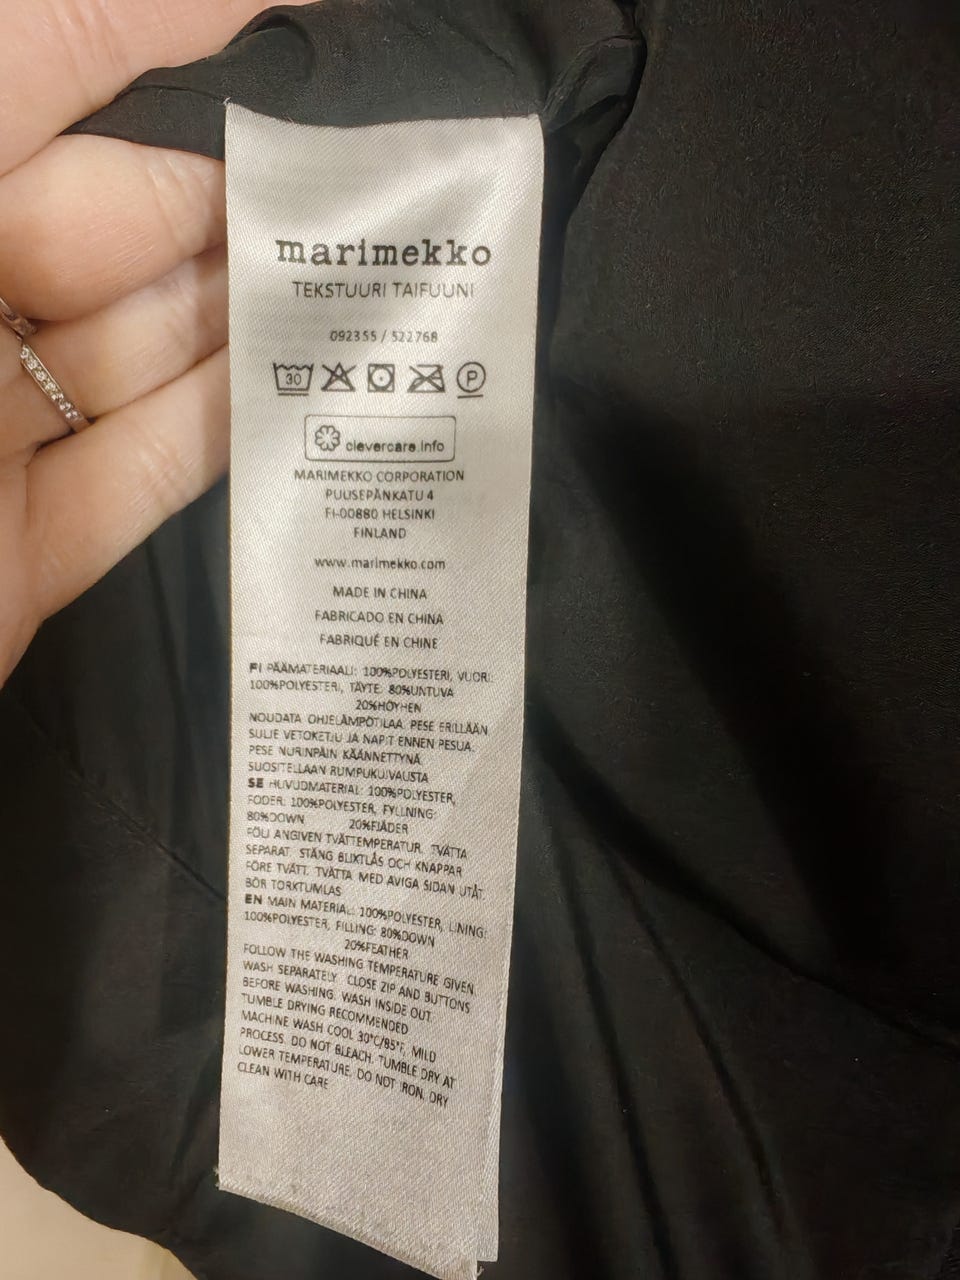 marimekko
TEKSTUURI TAIFUUNI
092355 / 522768
30 P
clevercare.info
MARIMEKKO CORPORATION
PUUSEPÄNKATU 4
FI-00880 HELSINKI
FINLAND
www.marimekko.com
MADE IN CHINA
FABRICADO EN CHINA
FABRIQUÉ EN CHINE
FI PÄÄMATERIAALI: 100%POLYESTERI, VUORI:
100%POLYESTERI, TÄYTE: 80%UNTUVA
20%HÖYHEN
NOUDATA OHJELÄMPÖTILAA. PESE ERILLÄÄN.
SULJE VETOKETJU JA NAPIT ENNEN PESUA.
PESE NURINPÄIN KÄÄNNETTYNÄ.
SUOSITELLAAN RUMPUKUIVAUSTA
SE HUVUDMATERIAL: 100%POLYESTER,
FODER: 100%POLYESTER, FYLLNING:
80%DOWN 20%FJÄDER
FÖLJ ANGIVEN TVÄTTEMPERATUR. TVÄTTA
SEPARAT. STÄNG BLIXTLÅS OCH KNAPPAR
FÖRE TVÄTT. TVÄTTA MED AVIGA SIDAN UTÅT.
BÖR TORKTUMLAS
EN MAIN MATERIAL: 100%POLYESTER, LINING:
100%POLYESTER, FILLING: 80%DOWN
20%FEATHER
FOLLOW THE WASHING TEMPERATURE GIVEN.
WASH SEPARATELY. CLOSE ZIP AND BUTTONS
BEFORE WASHING. WASH INSIDE OUT.
TUMBLE DRYING RECOMMENDED
MACHINE WASH COOL 30°C/85°F, MILD
PROCESS. DO NOT BLEACH. TUMBLE DRY AT
LOWER TEMPERATURE. DO NOT IRON. DRY
CLEAN WITH CARE